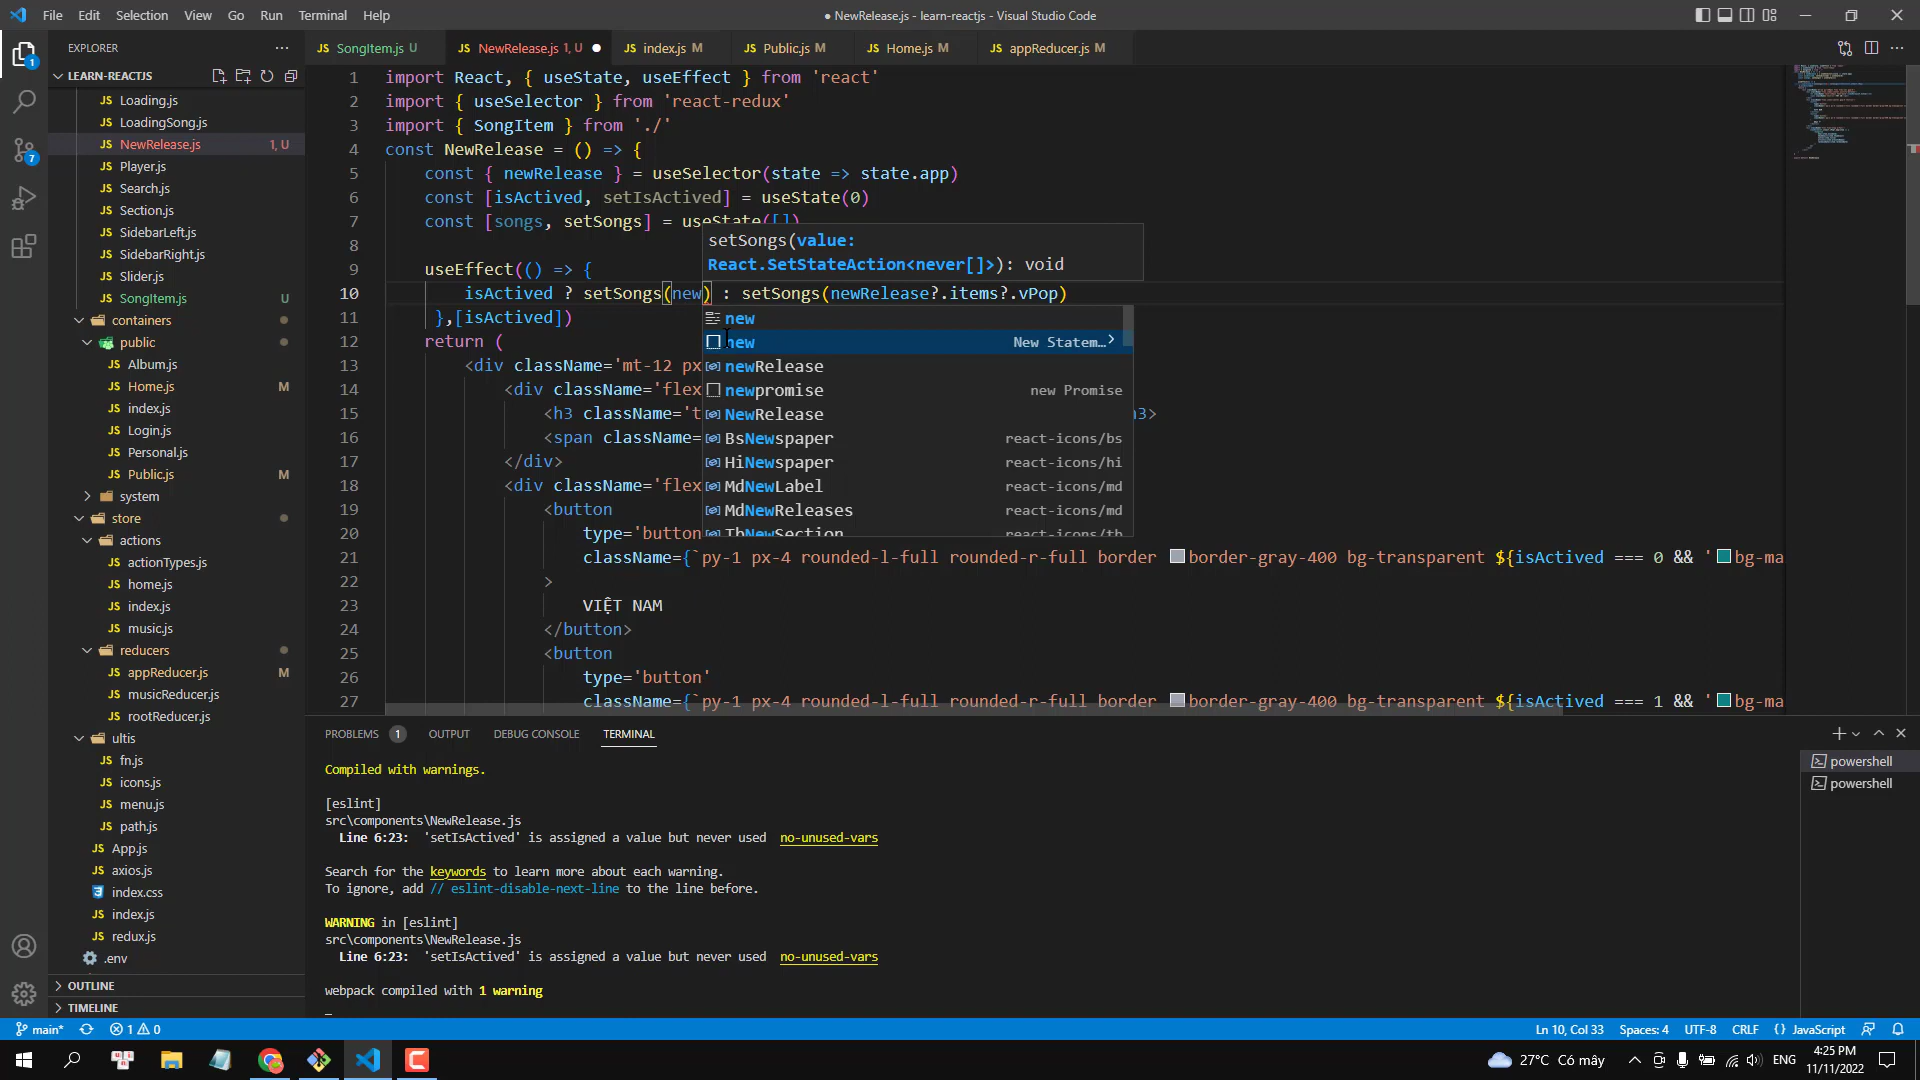 File Edit Selection View Go Run Terminal Help
● NewRelease.js - learn-reactjs - Visual Studio Code
EXPLORER
LEARN-REACTJS
Loading.js
LoadingSong.js
NewRelease.js 1, U
Player.js
Search.js
Section.js
SidebarLeft.js
SidebarRight.js
Slider.js
SongItem.js U
containers
public
Album.js
Home.js M
index.js
Login.js
Personal.js
Public.js M
system
store
actions
actionTypes.js
home.js
index.js
music.js
reducers
appReducer.js M
musicReducer.js
rootReducer.js
ultis
fn.js
icons.js
menu.js
path.js
App.js
axios.js
index.css
index.js
redux.js
.env
OUTLINE
TIMELINE
SongItem.js U NewRelease.js 1, U index.js M Public.js M Home.js M appReducer.js M
1 import React, { useState, useEffect } from 'react'
2 import { useSelector } from 'react-redux'
3 import { SongItem } from './'
4 const NewRelease = () => {
5 const { newRelease } = useSelector(state => state.app)
6 const [isActived, setIsActived] = useState(0)
7 const [songs, setSongs] = useState([])
8
9 useEffect(() => {
10 isActived ? setSongs(new) : setSongs(newRelease?.items?.vPop)
11 },[isActived])
12 return (
13 <div className='mt-12 px
14 <div className='flex
15 <h3 className='t h3>
16 <span className=
17 </div>
18 <div className='flex
19 <button
20 type='button
21 className={`py-1 px-4 rounded-l-full rounded-r-full border border-gray-400 bg-transparent ${isActived === 0 && 'bg-ma
22 >
23 VIỆT NAM
24 </button>
25 <button
26 type='button'
27 className={`py-1 px-4 rounded-l-full rounded-r-full border border-gray-400 bg-transparent ${isActived === 1 && 'bg-ma
setSongs(value:
React.SetStateAction<never[]>): void
new
new New Statem…
newRelease
newpromise new Promise
NewRelease
BsNewspaper react-icons/bs
HiNewspaper react-icons/hi
MdNewLabel react-icons/md
MdNewReleases react-icons/md
TbNewSection react-icons/tb
PROBLEMS 1 OUTPUT DEBUG CONSOLE TERMINAL
Compiled with warnings.
[eslint]
src\components\NewRelease.js
Line 6:23: 'setIsActived' is assigned a value but never used no-unused-vars
Search for the keywords to learn more about each warning.
To ignore, add // eslint-disable-next-line to the line before.
WARNING in [eslint]
src\components\NewRelease.js
Line 6:23: 'setIsActived' is assigned a value but never used no-unused-vars
webpack compiled with 1 warning
powershell
powershell
main* 1 0
Ln 10, Col 33 Spaces: 4 UTF-8 CRLF {} JavaScript
1
7
27°C Có mây ENG 4:25 PM
11/11/2022